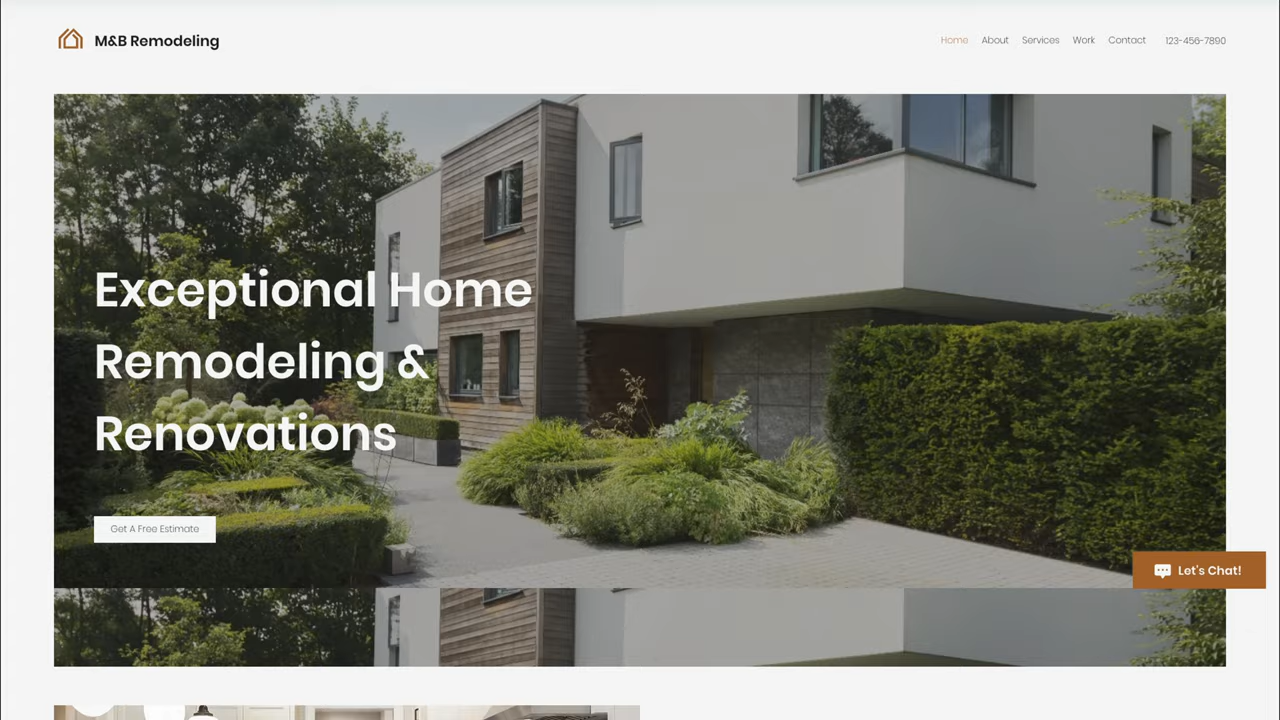 M&B Remodeling
Home About Services Work Contact 123-456-7890
Exceptional Home
Remodeling &
Renovations
Get A Free Estimate
Let's Chat!